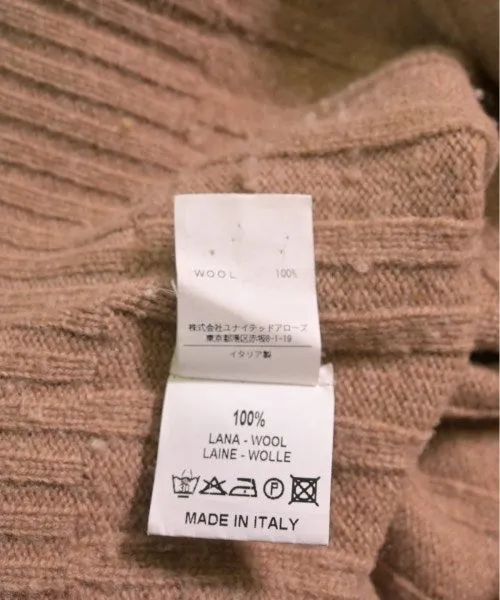 WOOL 100%
株式会社ユナイテッドアローズ
東京都港区赤坂8-1-19
イタリア製
100%
LANA - WOOL
LAINE - WOLLE
30
P
MADE IN ITALY